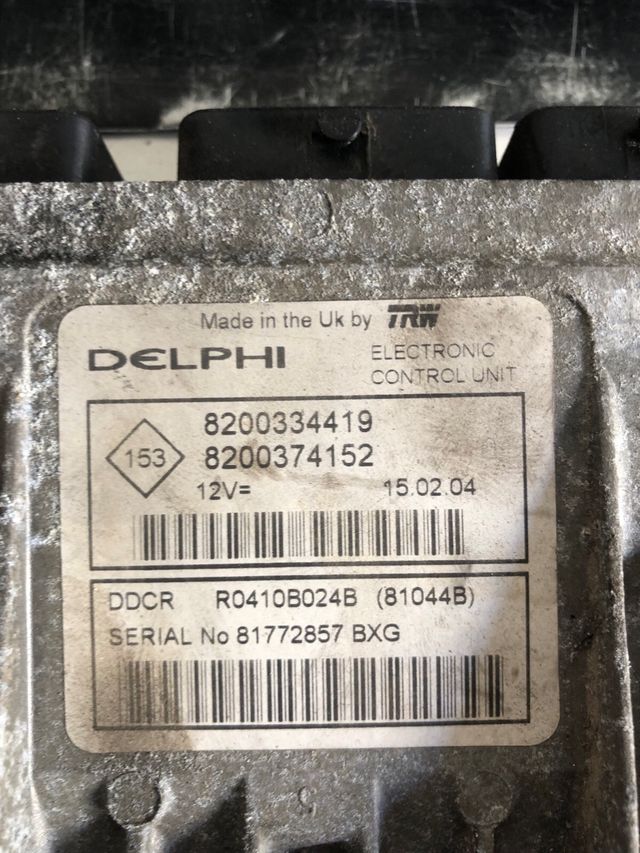 Made in the Uk by TRW
DELPHI
ELECTRONIC
CONTROL UNIT
153
8200334419
8200374152
12V=
15.02.04
DDCR R0410B024B (81044B)
SERIAL No 81772857 BXG